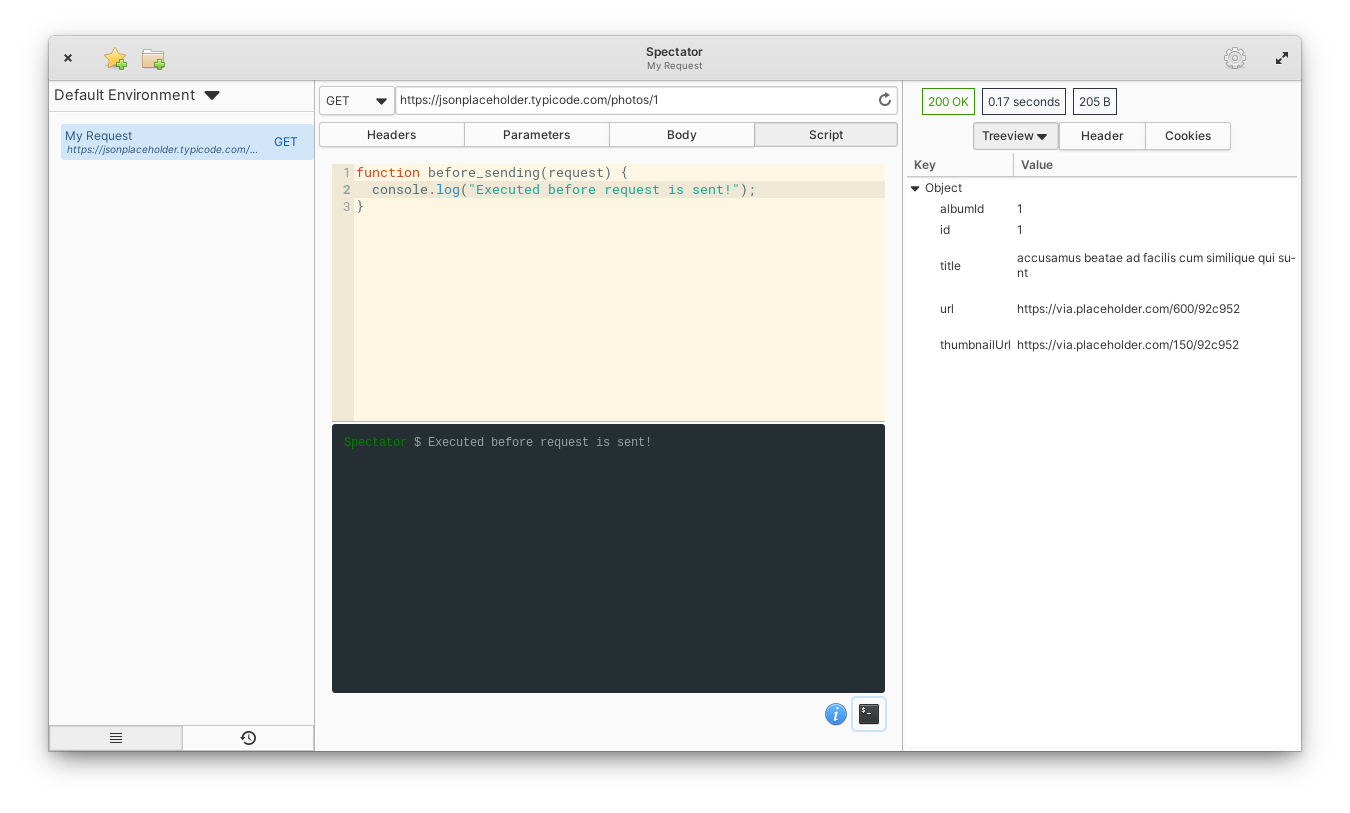 Spectator
My Request
Default Environment
My Request
https://jsonplaceholder.typicode.com/...
GET
GET
https://jsonplaceholder.typicode.com/photos/1
Headers
Parameters
Body
Script
1 function before_sending(request) {
2 console.log("Executed before request is sent!");
3 }
Spectator $ Executed before request is sent!
$_
200 OK
0.17 seconds
205 B
Treeview
Header
Cookies
Key Value
Object
albumId 1
id 1
title accusamus beatae ad facilis cum similique qui su-
nt
url https://via.placeholder.com/600/92c952
thumbnailUrl https://via.placeholder.com/150/92c952